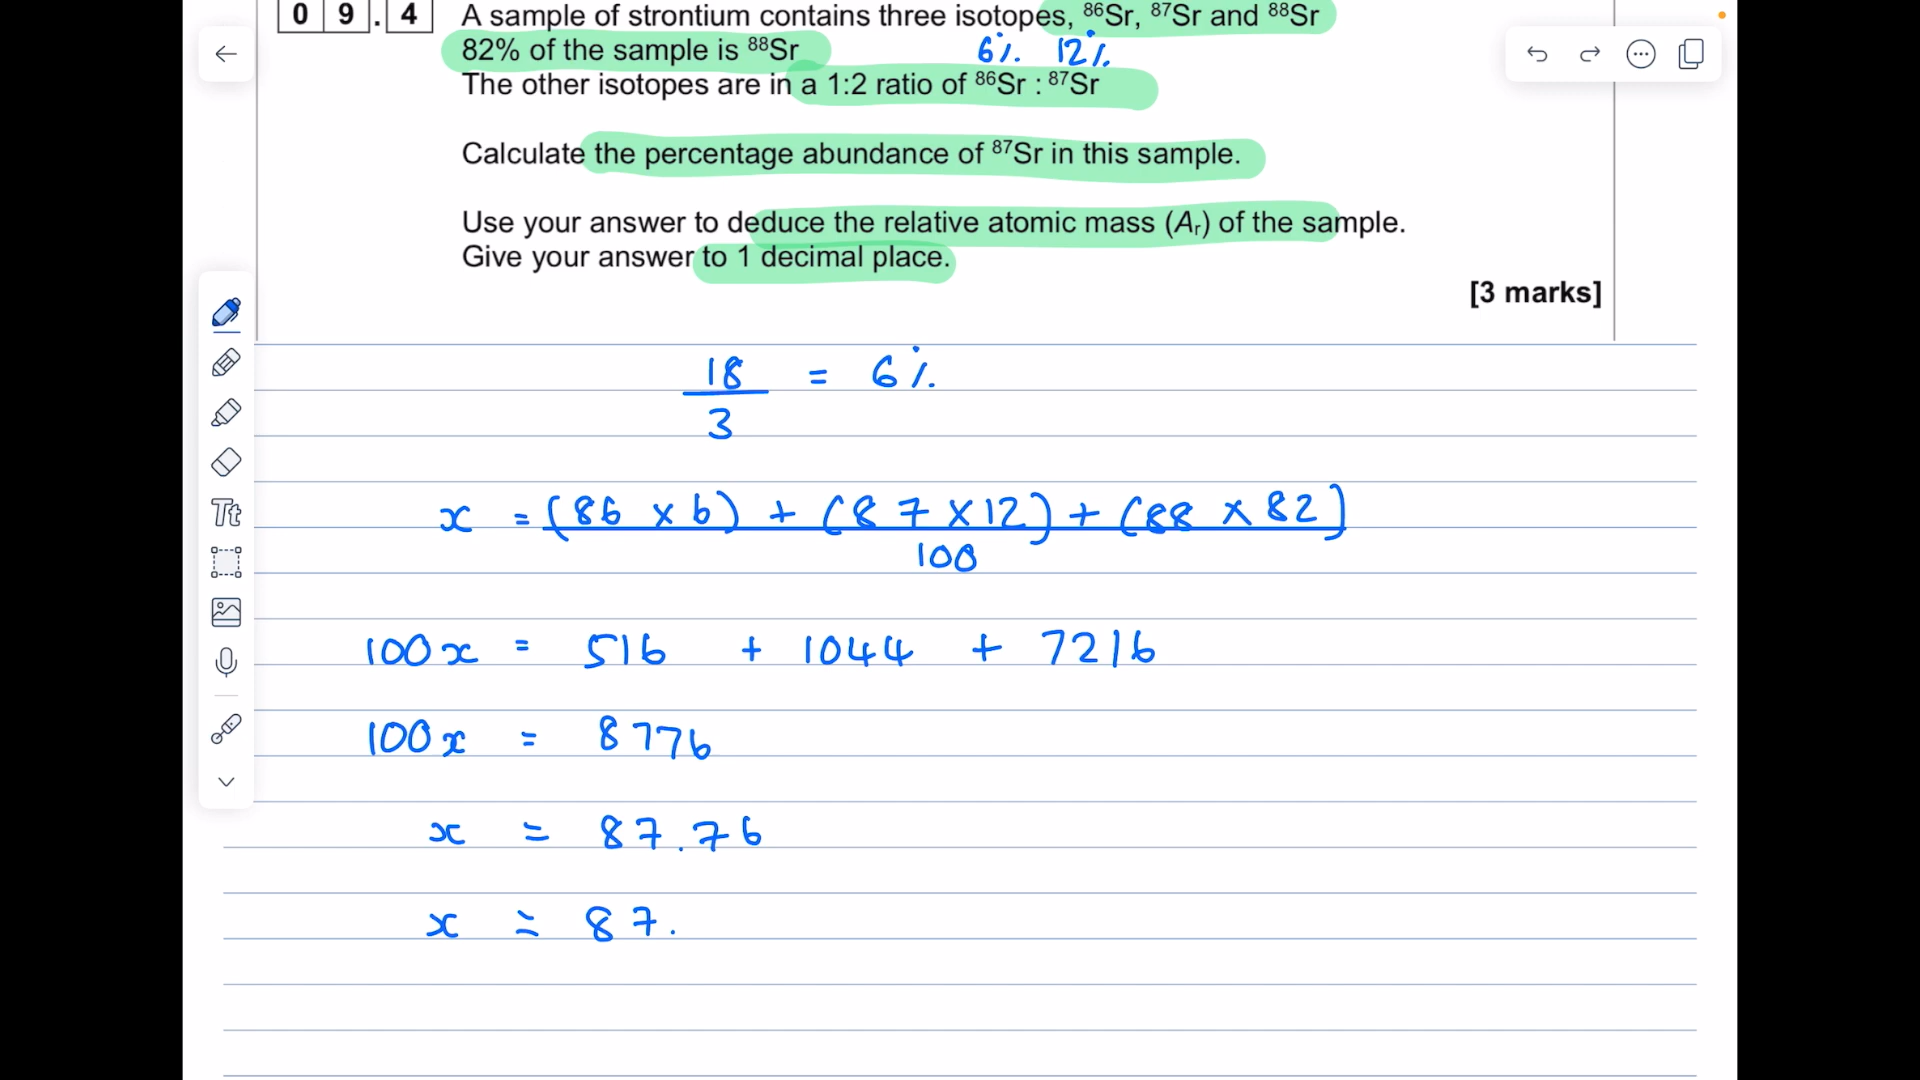 09.4 A sample of strontium contains three isotopes, ⁸⁶Sr, ⁸⁷Sr and ⁸⁸Sr
82% of the sample is ⁸⁸Sr 6% 12%
The other isotopes are in a 1:2 ratio of ⁸⁶Sr : ⁸⁷Sr
Calculate the percentage abundance of ⁸⁷Sr in this sample.
Use your answer to deduce the relative atomic mass (Aᵣ) of the sample.
Give your answer to 1 decimal place.
[3 marks]
18
= 6%
3
x = (86 × 6) + (87 × 12) + (88 × 82)
100
100x = 516 + 1044 + 7216
100x = 8776
x = 87.76
x = 87.
Tt